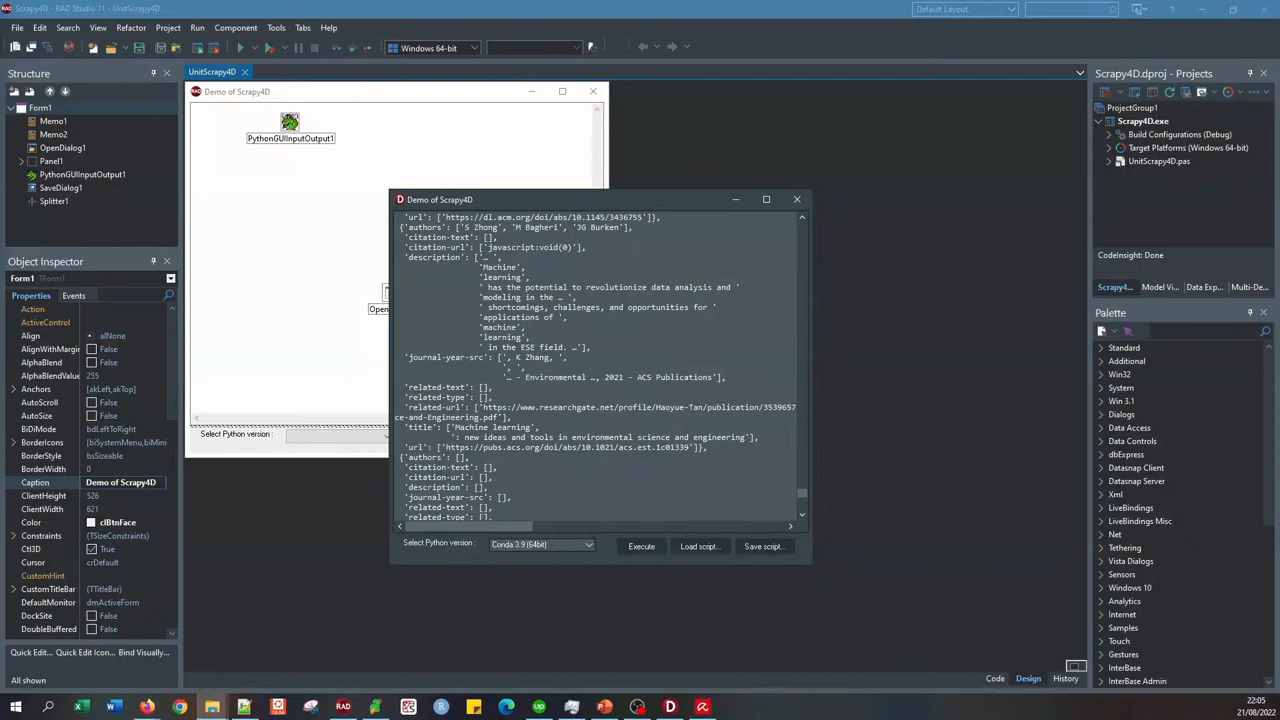 Scrapy4D - RAD Studio 11 - UnitScrapy4D
Default Layout
File Edit Search View Refactor Project Run Component Tools Tabs Help
Windows 64-bit
Structure
Form1
Memo1
Memo2
OpenDialog1
Panel1
PythonGUIInputOutput1
SaveDialog1
Splitter1
Object Inspector
Form1 TForm1
Properties Events
Action
ActiveControl
Align alNone
AlignWithMargin False
AlphaBlend False
AlphaBlendValue 255
Anchors [akLeft,akTop]
AutoScroll False
AutoSize False
BiDiMode bdLeftToRight
BorderIcons [biSystemMenu,biMini
BorderStyle bsSizeable
BorderWidth 0
Caption Demo of Scrapy4D
ClientHeight 526
ClientWidth 621
Color clBtnFace
Constraints (TSizeConstraints)
Ctl3D True
Cursor crDefault
CustomHint
CustomTitleBar (TTitleBar)
DefaultMonitor dmActiveForm
DockSite False
DoubleBuffered False
Quick Edit... Quick Edit Icon... Bind Visually...
All shown
UnitScrapy4D
Demo of Scrapy4D
PythonGUIInputOutput1
Open
Select Python version :
Demo of Scrapy4D
'url': ['https://dl.acm.org/doi/abs/10.1145/3436755']},
{'authors': ['S Zhong', 'M Bagheri', 'JG Burken'],
'citation-text': [],
'citation-url': ['javascript:void(0)'],
'description': ['… ',
'Machine',
'learning',
' has the potential to revolutionize data analysis and '
'modeling in the … ',
' shortcomings, challenges, and opportunities for '
'applications of ',
'machine',
'learning',
' in the ESE field. …'],
'journal-year-src': [', K Zhang, ',
', ',
'… - Environmental …, 2021 - ACS Publications'],
'related-text': [],
'related-type': [],
'related-url': ['https://www.researchgate.net/profile/Haoyue-Tan/publication/3539657
ce-and-Engineering.pdf'],
'title': ['Machine learning',
': new ideas and tools in environmental science and engineering'],
'url': ['https://pubs.acs.org/doi/abs/10.1021/acs.est.1c01339']},
{'authors': [],
'citation-text': [],
'citation-url': [],
'description': [],
'journal-year-src': [],
'related-text': [],
'related-type': [],
Select Python version : Conda 3.9 (64bit) Execute Load script... Save script...
Code Design History
Scrapy4D.dproj - Projects
ProjectGroup1
Scrapy4D.exe
Build Configurations (Debug)
Target Platforms (Windows 64-bit)
UnitScrapy4D.pas
CodeInsight: Done
Scrapy4... Model Vi... Data Exp... Multi-De...
Palette
Standard
Additional
Win32
System
Win 3.1
Dialogs
Data Access
Data Controls
dbExpress
Datasnap Client
Datasnap Server
Xml
LiveBindings
LiveBindings Misc
Net
Tethering
Vista Dialogs
Sensors
Windows 10
Analytics
Internet
Samples
Touch
Gestures
InterBase
InterBase Admin
22:05
21/08/2022